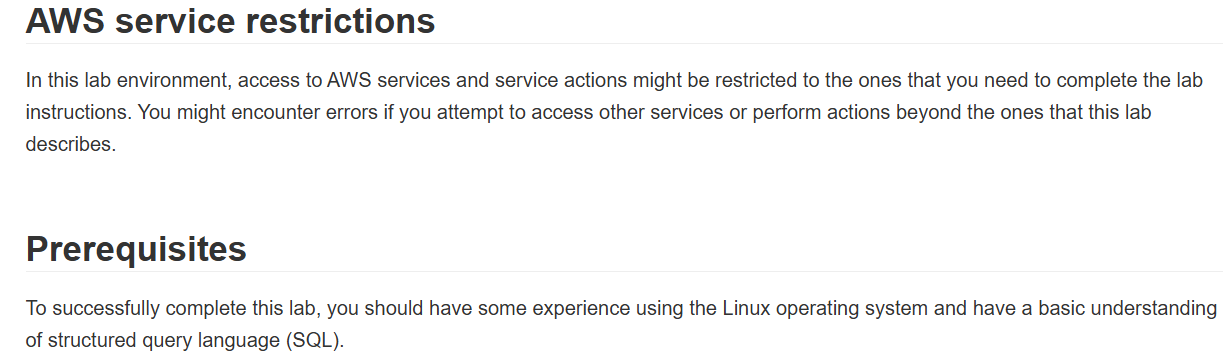 AWS service restrictions
In this lab environment, access to AWS services and service actions might be restricted to the ones that you need to complete the lab
instructions. You might encounter errors if you attempt to access other services or perform actions beyond the ones that this lab
describes.
Prerequisites
To successfully complete this lab, you should have some experience using the Linux operating system and have a basic understanding
of structured query language (SQL).